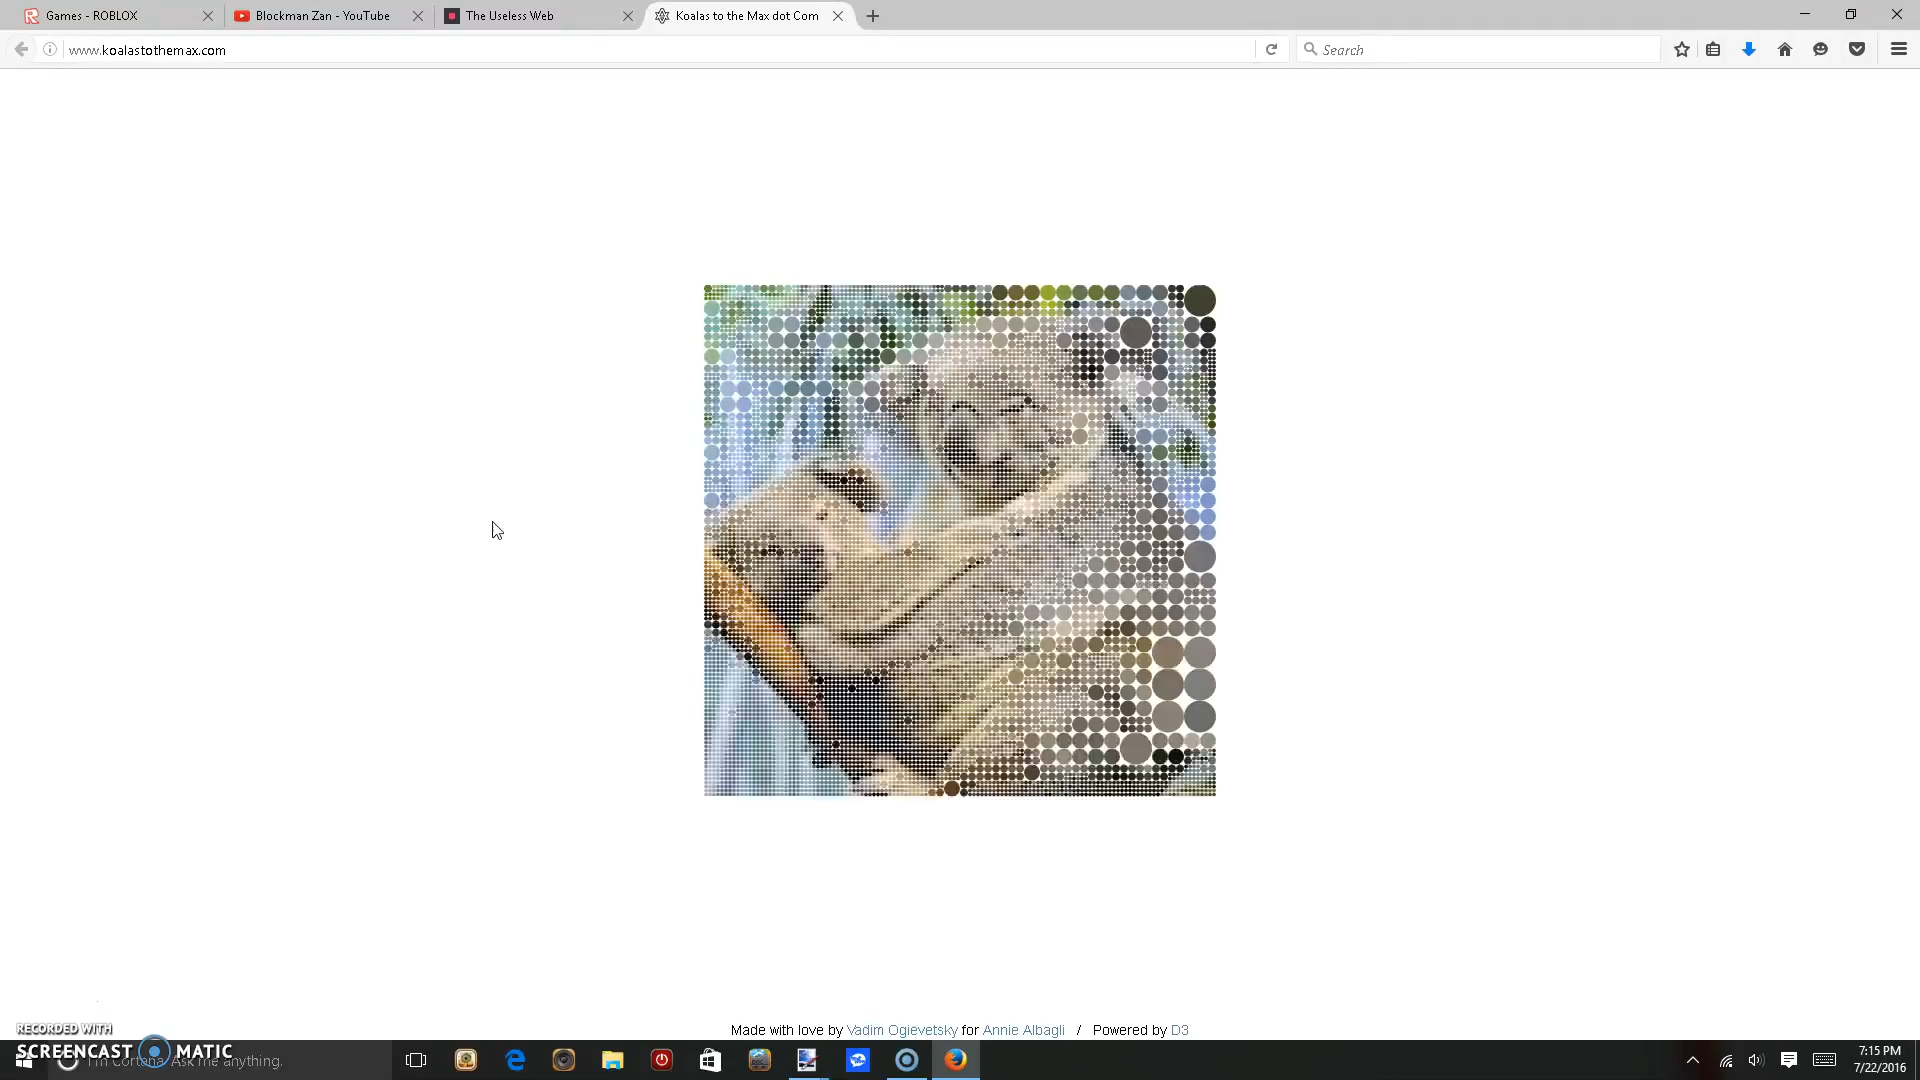 Games - ROBLOX
Blockman Zan - YouTube
The Useless Web
Koalas to the Max dot Com
www.koalastothemax.com
Search
Made with love by Vadim Ogievetsky for Annie Albagli / Powered by D3
RECORDED WITH
SCREENCAST MATIC
I'm Cortana. Ask me anything.
7:15 PM
7/22/2016